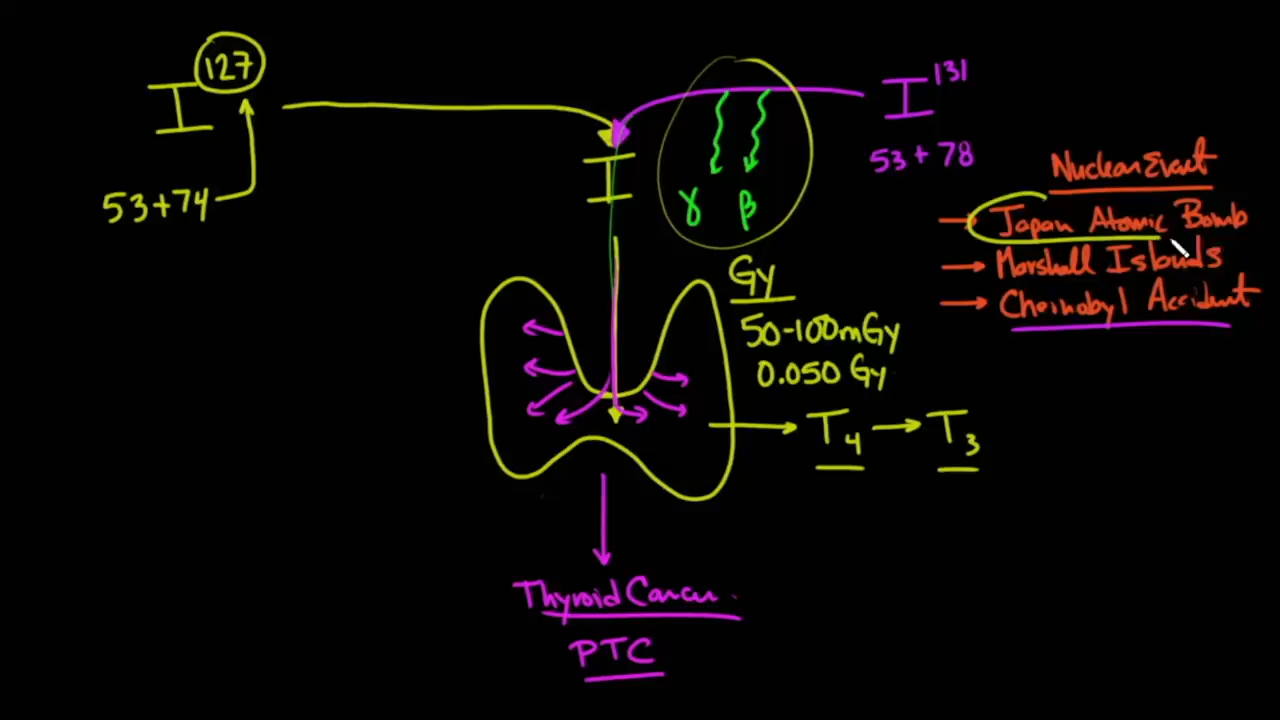 I 127
53+74
I
γ β
I 131
53+78
Nuclear Event
Japan Atomic Bomb
Marshall Islands
Chernobyl Accident
Gy
50-100mGy
0.050 Gy
T4 → T3
Thyroid Cancer
PTC